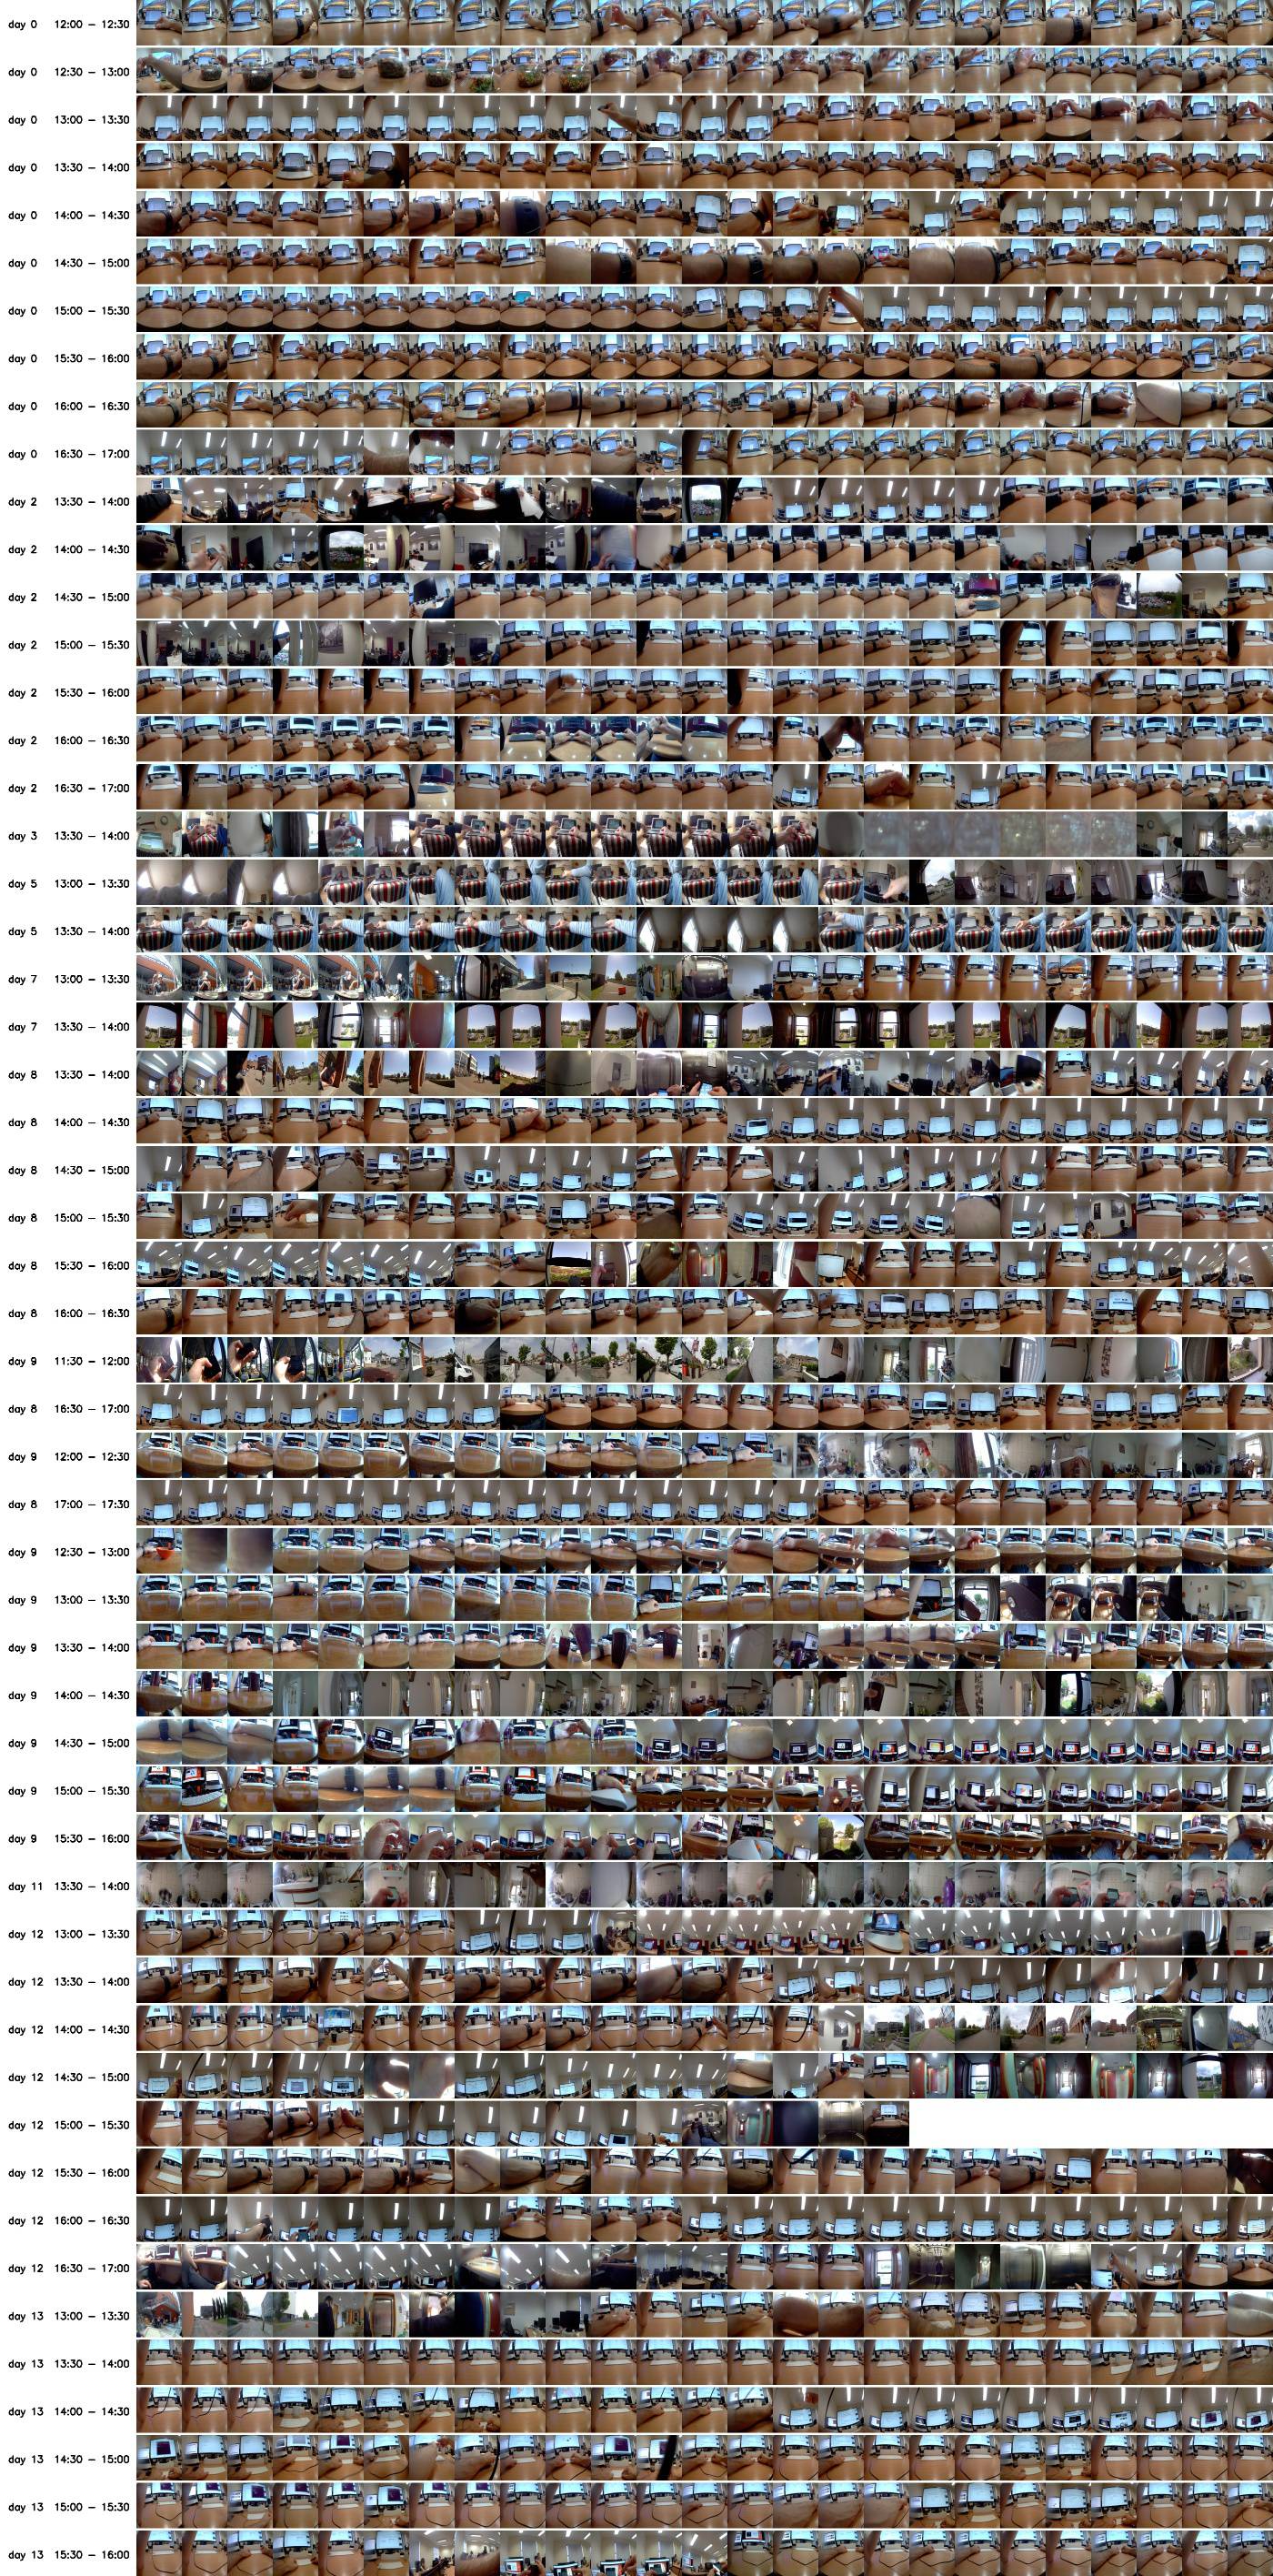 day 0 12:00 – 12:30
day 0 12:30 – 13:00
day 0 13:00 – 13:30
day 0 13:30 – 14:00
day 0 14:00 – 14:30
day 0 14:30 – 15:00
day 0 15:00 – 15:30
day 0 15:30 – 16:00
day 0 16:00 – 16:30
day 0 16:30 – 17:00
day 2 13:30 – 14:00
day 2 14:00 – 14:30
day 2 14:30 – 15:00
day 2 15:00 – 15:30
day 2 15:30 – 16:00
day 2 16:00 – 16:30
day 2 16:30 – 17:00
day 3 13:30 – 14:00
day 5 13:00 – 13:30
day 5 13:30 – 14:00
day 7 13:00 – 13:30
day 7 13:30 – 14:00
day 8 13:30 – 14:00
day 8 14:00 – 14:30
day 8 14:30 – 15:00
day 8 15:00 – 15:30
day 8 15:30 – 16:00
day 8 16:00 – 16:30
day 9 11:30 – 12:00
day 8 16:30 – 17:00
day 9 12:00 – 12:30
day 8 17:00 – 17:30
day 9 12:30 – 13:00
day 9 13:00 – 13:30
day 9 13:30 – 14:00
day 9 14:00 – 14:30
day 9 14:30 – 15:00
day 9 15:00 – 15:30
day 9 15:30 – 16:00
day 11 13:30 – 14:00
day 12 13:00 – 13:30
day 12 13:30 – 14:00
day 12 14:00 – 14:30
day 12 14:30 – 15:00
day 12 15:00 – 15:30
day 12 15:30 – 16:00
day 12 16:00 – 16:30
day 12 16:30 – 17:00
day 13 13:00 – 13:30
day 13 13:30 – 14:00
day 13 14:00 – 14:30
day 13 14:30 – 15:00
day 13 15:00 – 15:30
day 13 15:30 – 16:00